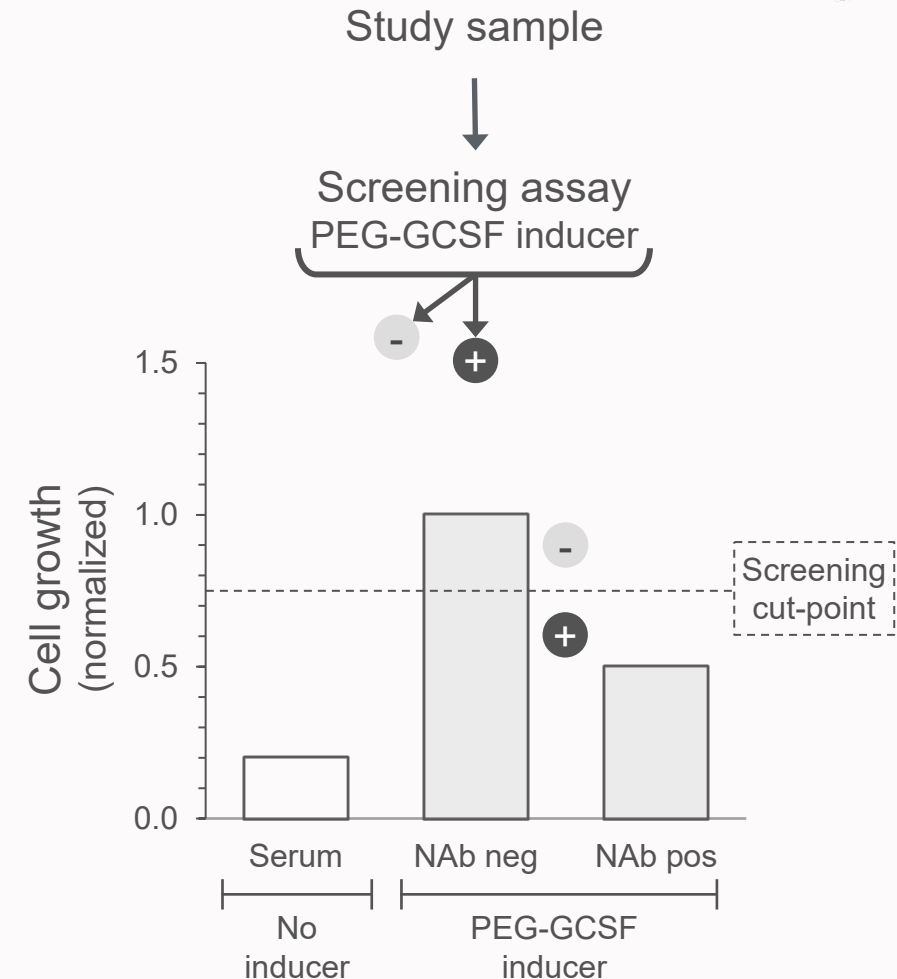 Study sample
Screening assay
PEG-GCSF inducer
-
+
1.5
1.0
0.5
0.0
Cell growth
(normalized)
-
+
Screening
cut-point
Serum
NAb neg
NAb pos
No
inducer
PEG-GCSF
inducer